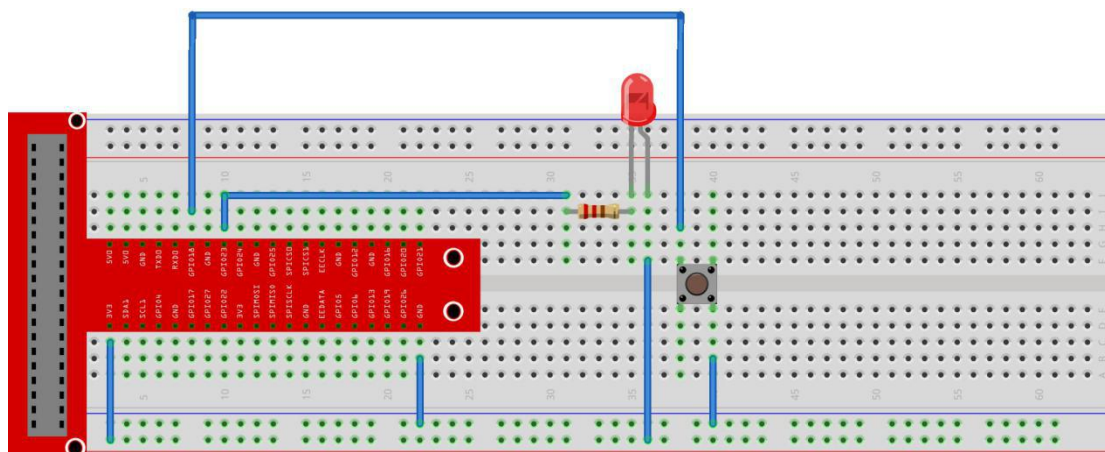 5 10 15 20 25 30 35 40 45 50 55 60
J
I
H
G
F
5V0 5V0 GND TXD0 RXD0 GPIO18 GND GPIO23 GPIO24 GND GPIO25 SPICS0 SPICS1 ECCLK GND GPIO12 GND GPIO16 GPIO20 GPIO21
3V3 SDA1 SCL1 GPIO4 GND GPIO17 GPIO27 GPIO22 3V3 SPIMOSI SPIMISO SPISCLK GND EEDATA GPIO5 GPIO6 GPIO13 GPIO19 GPIO26 GND
E
D
C
B
A
5 10 15 20 25 30 35 40 45 50 55 60